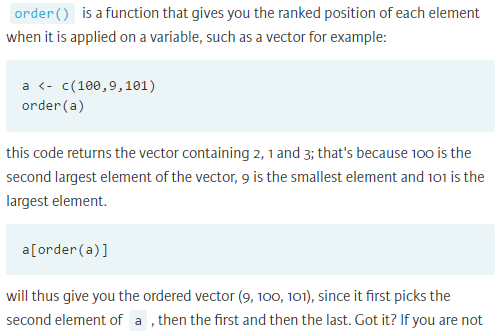 order() is a function that gives you the ranked position of each element
when it is applied on a variable, such as a vector for example:
a <- c(100,9,101)
order(a)
this code returns the vector containing 2, 1 and 3; that's because 100 is the
second largest element of the vector, 9 is the smallest element and 101 is the
largest element.
a[order(a)]
will thus give you the ordered vector (9, 100, 101), since it first picks the
second element of a , then the first and then the last. Got it? If you are not